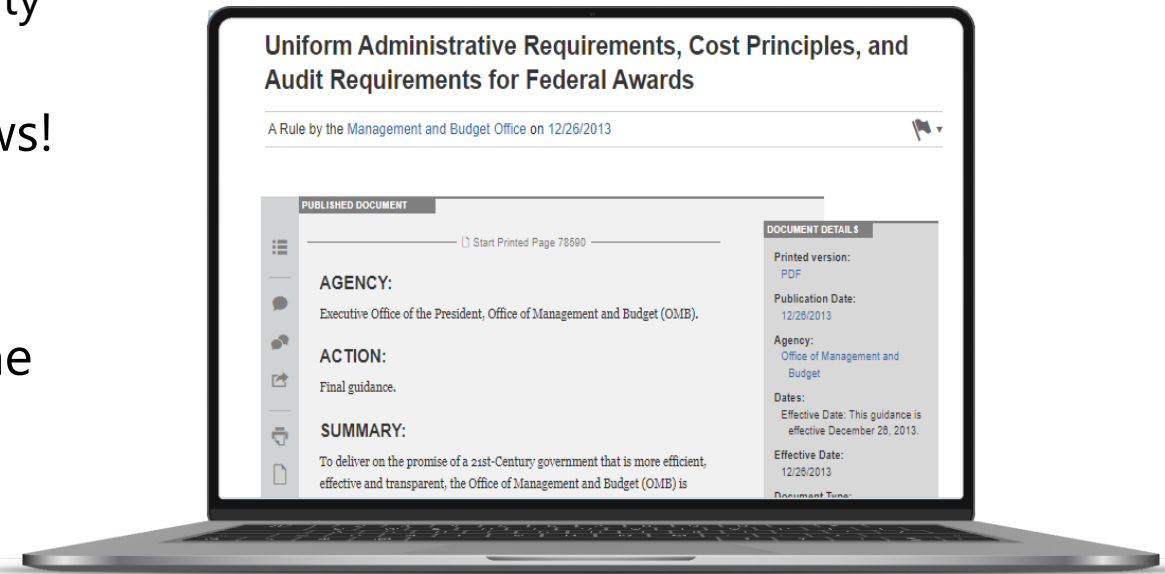 ty
ws!
ne
Uniform Administrative Requirements, Cost Principles, and
Audit Requirements for Federal Awards
A Rule by the Management and Budget Office on 12/26/2013
PUBLISHED DOCUMENT
Start Printed Page 78590
AGENCY:
Executive Office of the President, Office of Management and Budget (OMB).
ACTION:
Final guidance.
SUMMARY:
To deliver on the promise of a 21st-Century government that is more efficient,
effective and transparent, the Office of Management and Budget (OMB) is
DOCUMENT DETAILS
Printed version:
PDF
Publication Date:
12/26/2013
Agency:
Office of Management and
Budget
Dates:
Effective Date: This guidance is
effective December 26, 2013.
Effective Date:
12/26/2013
Document Type: